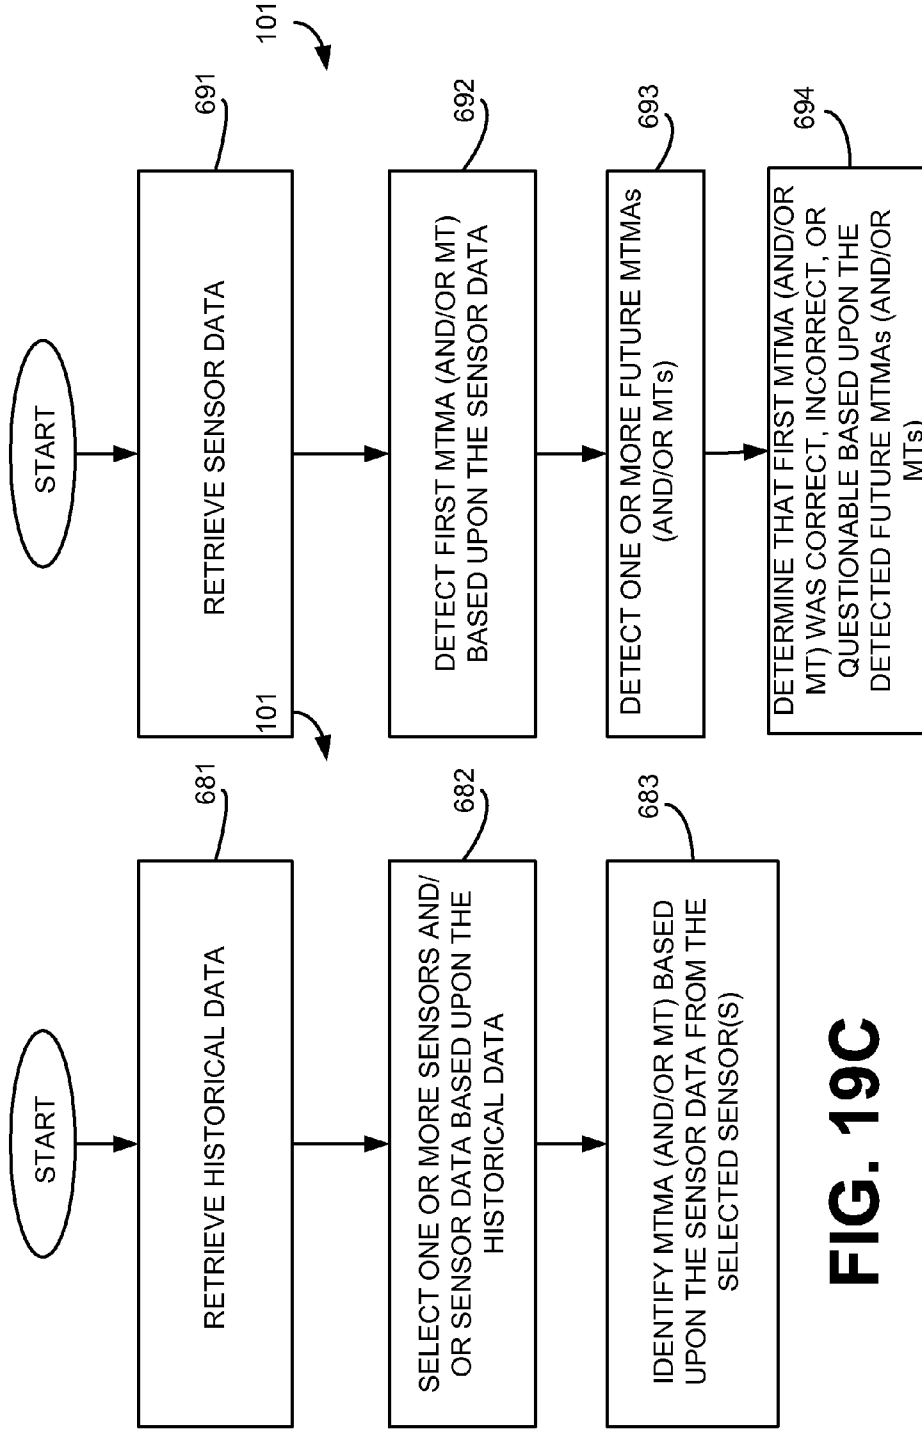 START
101
681
RETRIEVE HISTORICAL DATA
682
SELECT ONE OR MORE SENSORS AND/
OR SENSOR DATA BASED UPON THE
HISTORICAL DATA
683
IDENTIFY MTMA (AND/OR MT) BASED
UPON THE SENSOR DATA FROM THE
SELECTED SENSOR(S)
FIG. 19C
START
101
691
RETRIEVE SENSOR DATA
692
DETECT FIRST MTMA (AND/OR MT)
BASED UPON THE SENSOR DATA
693
DETECT ONE OR MORE FUTURE MTMAs
(AND/OR MTs)
694
DETERMINE THAT FIRST MTMA (AND/OR
MT) WAS CORRECT, INCORRECT, OR
QUESTIONABLE BASED UPON THE
DETECTED FUTURE MTMAs (AND/OR
MTs)